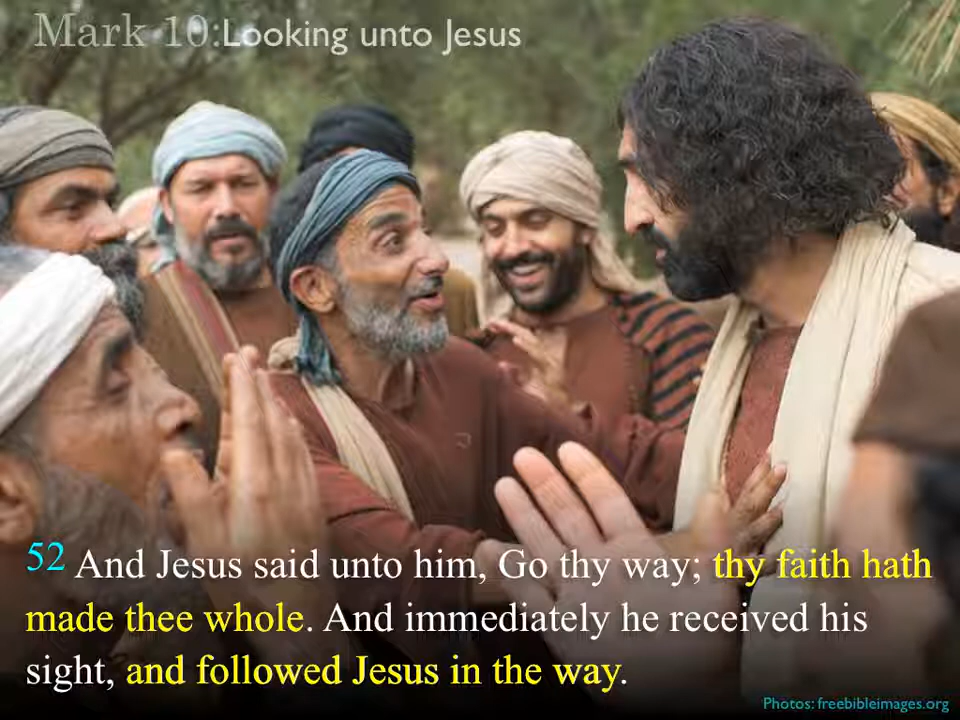 Mark 10:Looking unto Jesus
52 And Jesus said unto him, Go thy way; thy faith hath
made thee whole. And immediately he received his
sight, and followed Jesus in the way.
Photos: freebibleimages.org